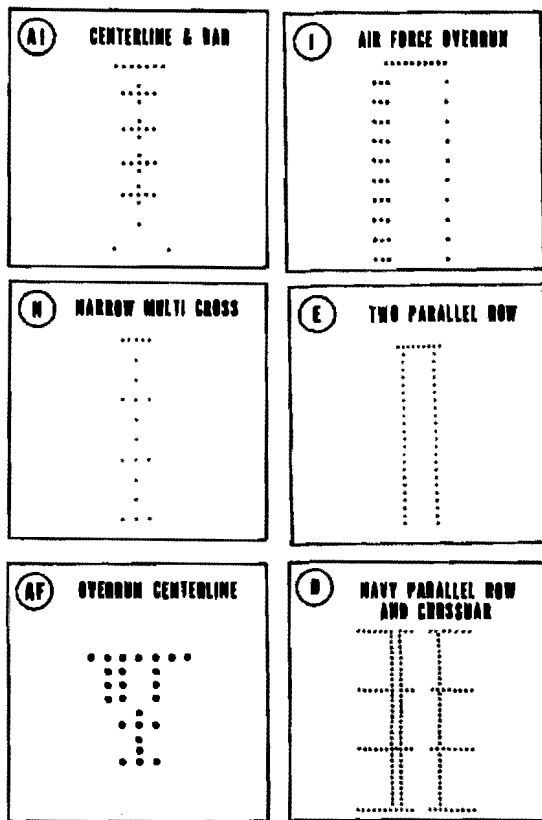 AI CENTERLINE & BAR
I AIR FORCE OVERRUN
N NARROW MULTI CROSS
E TWO PARALLEL ROW
AF OVERRUN CENTERLINE
D NAVY PARALLEL ROW
AND CROSSBAR